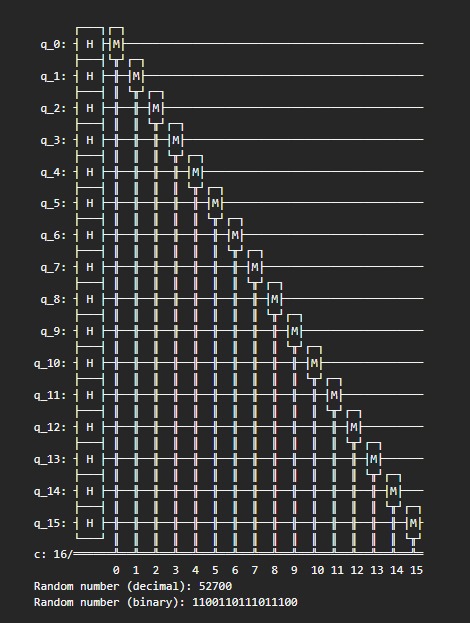 q_0: H M
q_1: H M
q_2: H M
q_3: H M
q_4: H M
q_5: H M
q_6: H M
q_7: H M
q_8: H M
q_9: H M
q_10: H M
q_11: H M
q_12: H M
q_13: H M
q_14: H M
q_15: H M
c: 16/
0 1 2 3 4 5 6 7 8 9 10 11 12 13 14 15
Random number (decimal): 52700
Random number (binary): 1100110111011100